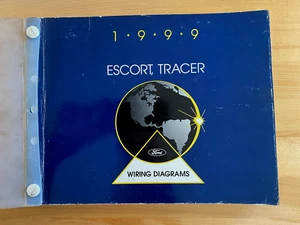 1 • 9 • 9 • 9
ESCORT, TRACER
Ford
WIRING DIAGRAMS